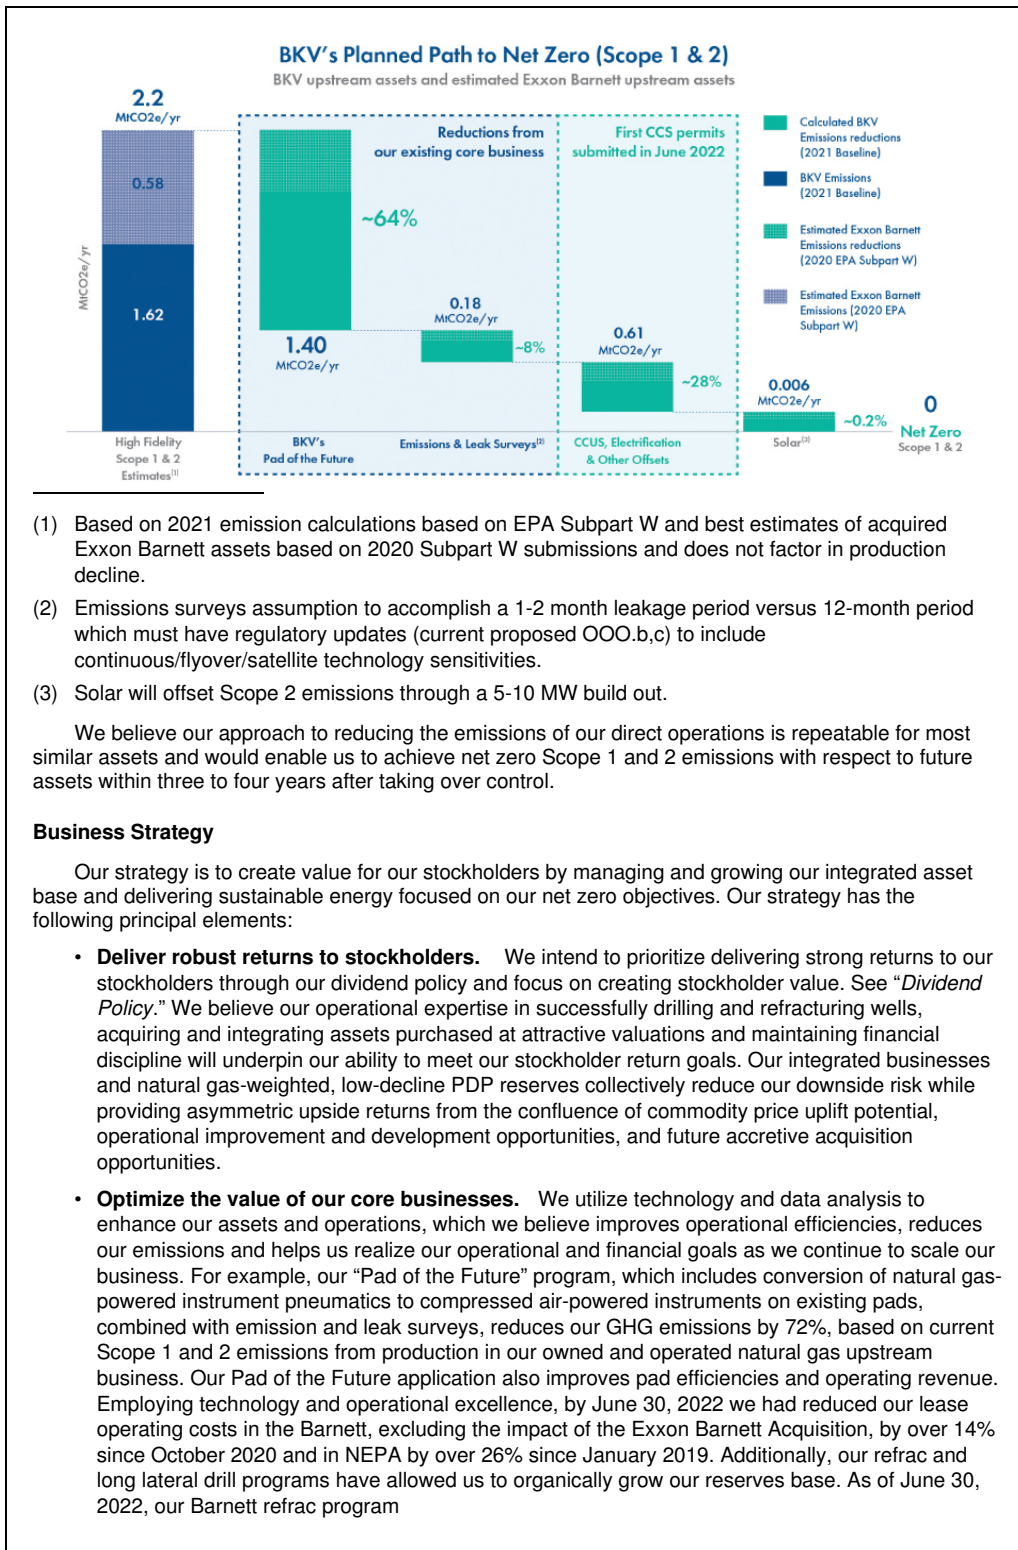 BKV's Planned Path to Net Zero (Scope 1 & 2)
BKV upstream assets and estimated Exxon Barnett upstream assets
2.2
MtCO2e/yr
0.58
1.62
MtCO2e/yr
High Fidelity
Scope 1 & 2
Estimates(1)
Reductions from
our existing core business
~64%
1.40
MtCO2e/yr
BKV's
Pad of the Future
0.18
MtCO2e/yr
~8%
Emissions & Leak Surveys(2)
First CCS permits
submitted in June 2022
0.61
MtCO2e/yr
~28%
CCUS, Electrification
& Other Offsets
0.006
MtCO2e/yr
~0.2%
Solar(3)
0
Net Zero
Scope 1 & 2
Calculated BKV
Emissions reductions
(2021 Baseline)
BKV Emissions
(2021 Baseline)
Estimated Exxon Barnett
Emissions reductions
(2020 EPA Subpart W)
Estimated Exxon Barnett
Emissions (2020 EPA
Subpart W)
(1) Based on 2021 emission calculations based on EPA Subpart W and best estimates of acquired
Exxon Barnett assets based on 2020 Subpart W submissions and does not factor in production
decline.
(2) Emissions surveys assumption to accomplish a 1-2 month leakage period versus 12-month period
which must have regulatory updates (current proposed OOO.b,c) to include
continuous/flyover/satellite technology sensitivities.
(3) Solar will offset Scope 2 emissions through a 5-10 MW build out.
We believe our approach to reducing the emissions of our direct operations is repeatable for most
similar assets and would enable us to achieve net zero Scope 1 and 2 emissions with respect to future
assets within three to four years after taking over control.
Business Strategy
Our strategy is to create value for our stockholders by managing and growing our integrated asset
base and delivering sustainable energy focused on our net zero objectives. Our strategy has the
following principal elements:
• Deliver robust returns to stockholders. We intend to prioritize delivering strong returns to our
stockholders through our dividend policy and focus on creating stockholder value. See “Dividend
Policy.” We believe our operational expertise in successfully drilling and refracturing wells,
acquiring and integrating assets purchased at attractive valuations and maintaining financial
discipline will underpin our ability to meet our stockholder return goals. Our integrated businesses
and natural gas-weighted, low-decline PDP reserves collectively reduce our downside risk while
providing asymmetric upside returns from the confluence of commodity price uplift potential,
operational improvement and development opportunities, and future accretive acquisition
opportunities.
• Optimize the value of our core businesses. We utilize technology and data analysis to
enhance our assets and operations, which we believe improves operational efficiencies, reduces
our emissions and helps us realize our operational and financial goals as we continue to scale our
business. For example, our “Pad of the Future” program, which includes conversion of natural gas-
powered instrument pneumatics to compressed air-powered instruments on existing pads,
combined with emission and leak surveys, reduces our GHG emissions by 72%, based on current
Scope 1 and 2 emissions from production in our owned and operated natural gas upstream
business. Our Pad of the Future application also improves pad efficiencies and operating revenue.
Employing technology and operational excellence, by June 30, 2022 we had reduced our lease
operating costs in the Barnett, excluding the impact of the Exxon Barnett Acquisition, by over 14%
since October 2020 and in NEPA by over 26% since January 2019. Additionally, our refrac and
long lateral drill programs have allowed us to organically grow our reserves base. As of June 30,
2022, our Barnett refrac program